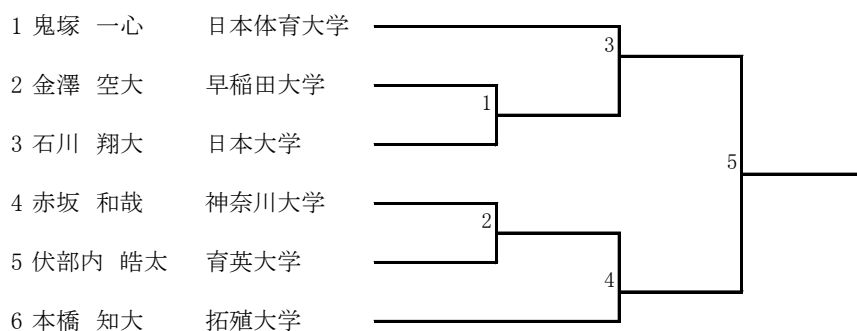 1 鬼塚 一心 日本体育大学
3
2 金澤 空大 早稲田大学
1
3 石川 翔大 日本大学
5
4 赤坂 和哉 神奈川大学
2
5 伏部内 皓太 育英大学
4
6 本橋 知大 拓殖大学